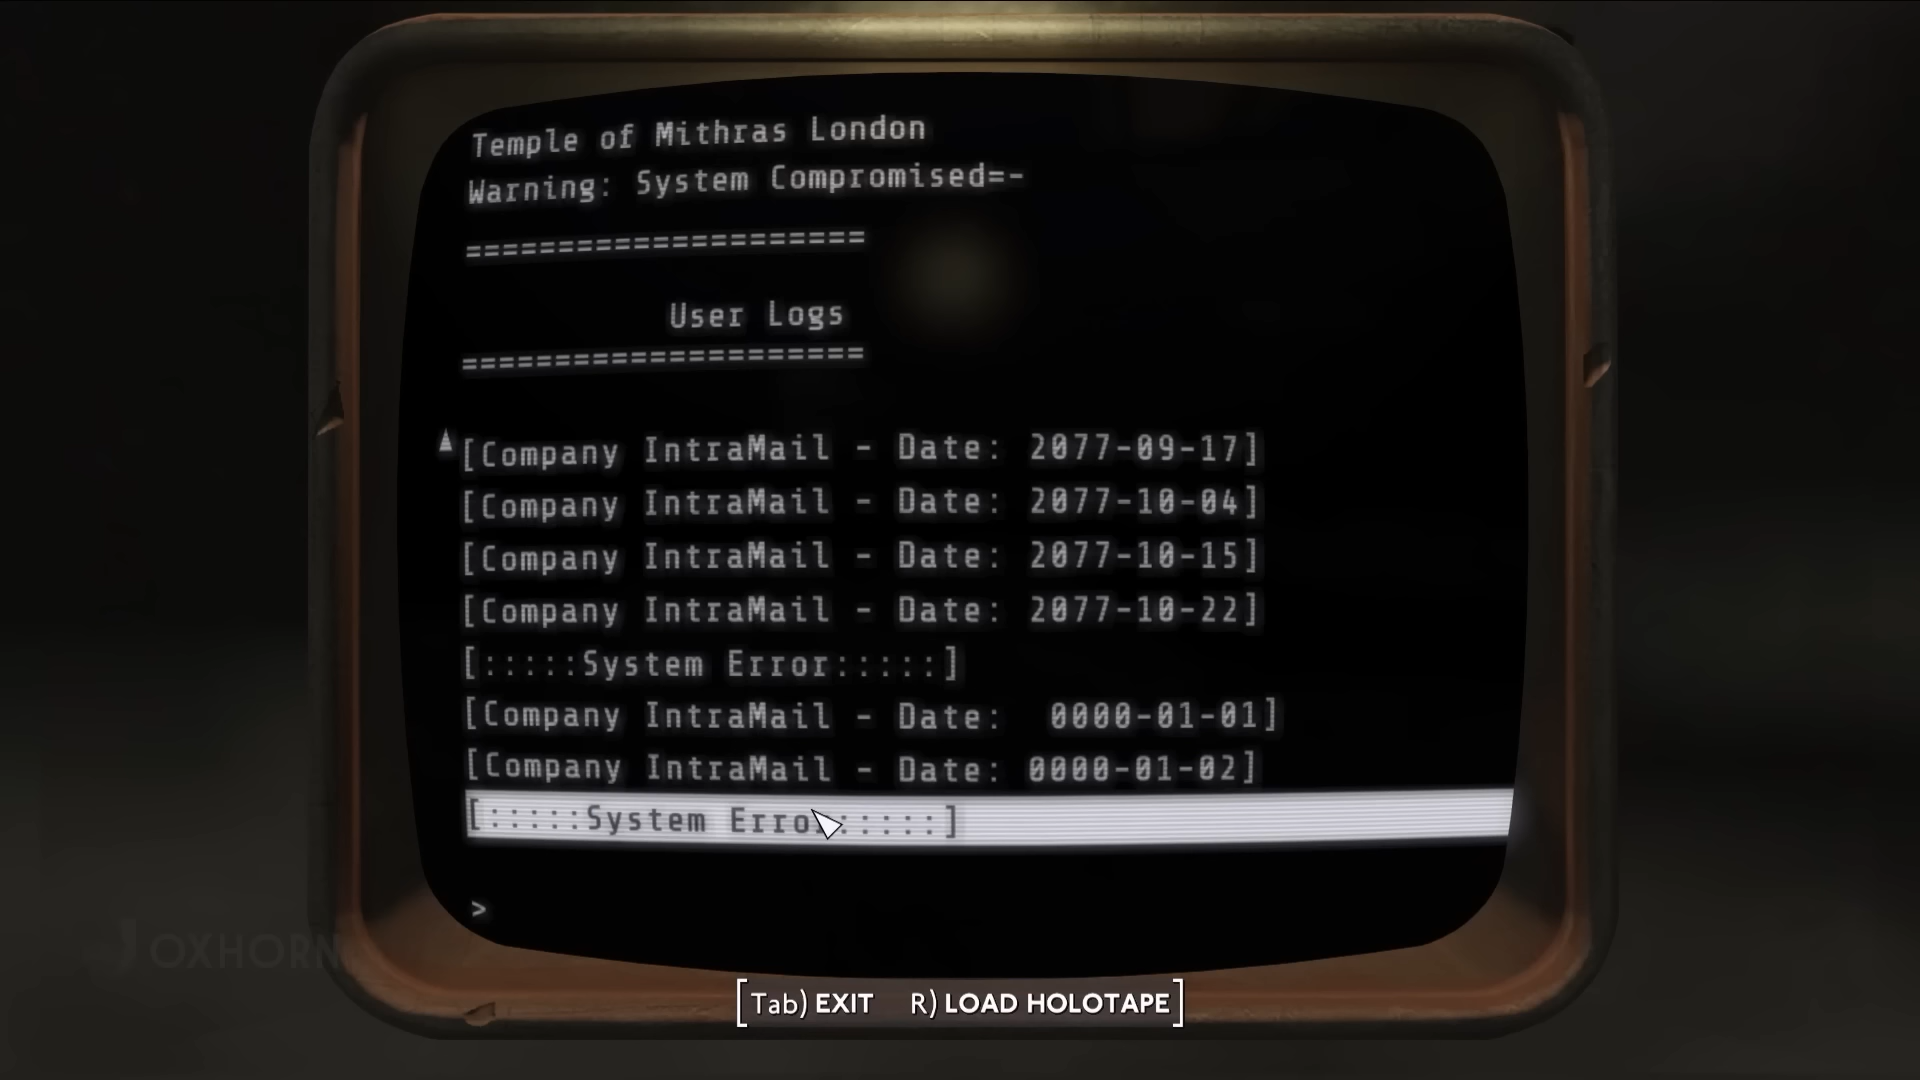 Temple of Mithras London
Warning: System Compromised=-
=====================
User Logs
=====================
[Company IntraMail - Date: 2077-09-17]
[Company IntraMail - Date: 2077-10-04]
[Company IntraMail - Date: 2077-10-15]
[Company IntraMail - Date: 2077-10-22]
[:::::System Error:::::]
[Company IntraMail - Date:  0000-01-01]
[Company IntraMail - Date: 0000-01-02]
[:::::System Error:::::]
>
OXHORN
[Tab) EXIT R) LOAD HOLOTAPE]